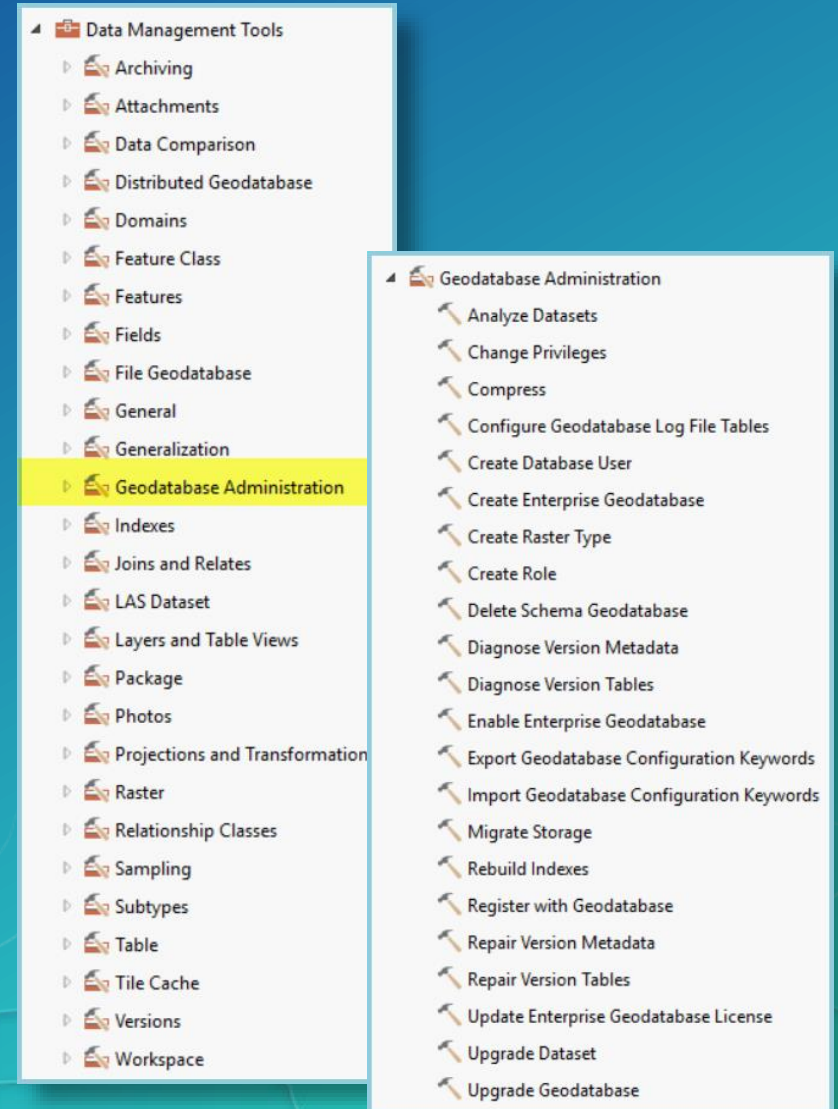 Data Management Tools
Archiving
Attachments
Data Comparison
Distributed Geodatabase
Domains
Feature Class
Features
Fields
File Geodatabase
General
Generalization
Geodatabase Administration
Indexes
Joins and Relates
LAS Dataset
Layers and Table Views
Package
Photos
Projections and Transformation
Raster
Relationship Classes
Sampling
Subtypes
Table
Tile Cache
Versions
Workspace
Geodatabase Administration
Analyze Datasets
Change Privileges
Compress
Configure Geodatabase Log File Tables
Create Database User
Create Enterprise Geodatabase
Create Raster Type
Create Role
Delete Schema Geodatabase
Diagnose Version Metadata
Diagnose Version Tables
Enable Enterprise Geodatabase
Export Geodatabase Configuration Keywords
Import Geodatabase Configuration Keywords
Migrate Storage
Rebuild Indexes
Register with Geodatabase
Repair Version Metadata
Repair Version Tables
Update Enterprise Geodatabase License
Upgrade Dataset
Upgrade Geodatabase